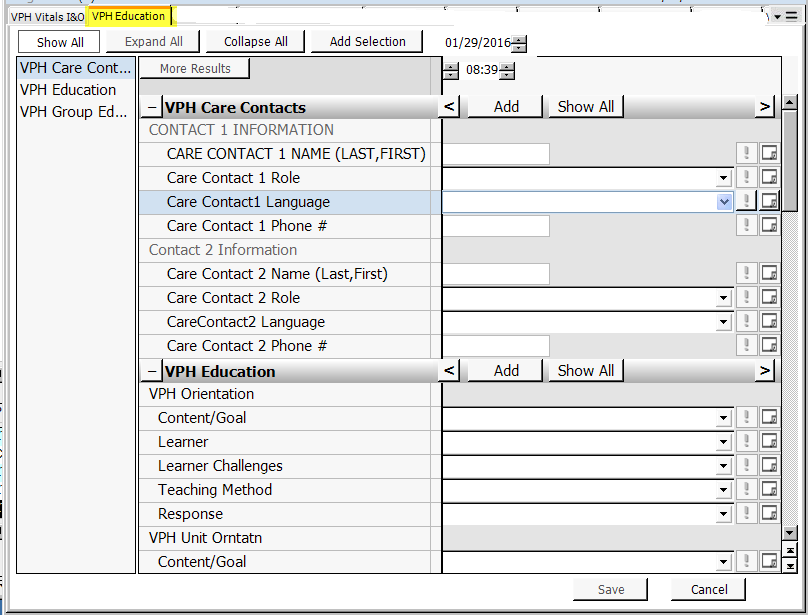 VPH Vitals I&O VPH Education
Show All Expand All Collapse All Add Selection 01/29/2016
VPH Care Cont... More Results 08:39
VPH Education
VPH Group Ed...
− VPH Care Contacts < Add Show All >
CONTACT 1 INFORMATION
CARE CONTACT 1 NAME (LAST,FIRST)
Care Contact 1 Role
Care Contact1 Language
Care Contact 1 Phone #
Contact 2 Information
Care Contact 2 Name (Last,First)
Care Contact 2 Role
CareContact2 Language
Care Contact 2 Phone #
− VPH Education < Add Show All >
VPH Orientation
Content/Goal
Learner
Learner Challenges
Teaching Method
Response
VPH Unit Orntatn
Content/Goal
Save Cancel